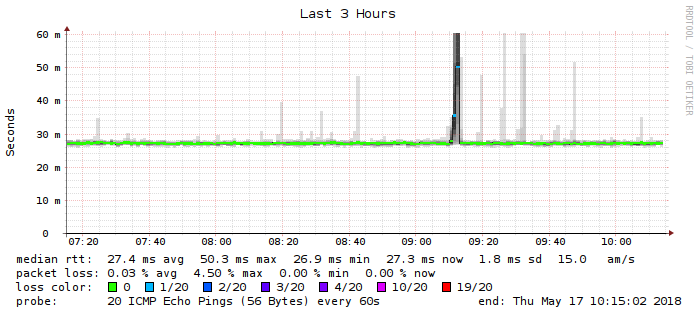 Last 3 Hours
RRDTOOL / TOBI OETIKER
Seconds
60 m
50 m
40 m
30 m
20 m
10 m
0
07:20 07:40 08:00 08:20 08:40 09:00 09:20 09:40 10:00
median rtt: 27.4 ms avg 50.3 ms max 26.9 ms min 27.3 ms now 1.8 ms sd 15.0 am/s
packet loss: 0.03 % avg 4.50 % max 0.00 % min 0.00 % now
loss color: 0 1/20 2/20 3/20 4/20 10/20 19/20
probe: 20 ICMP Echo Pings (56 Bytes) every 60s end: Thu May 17 10:15:02 2018